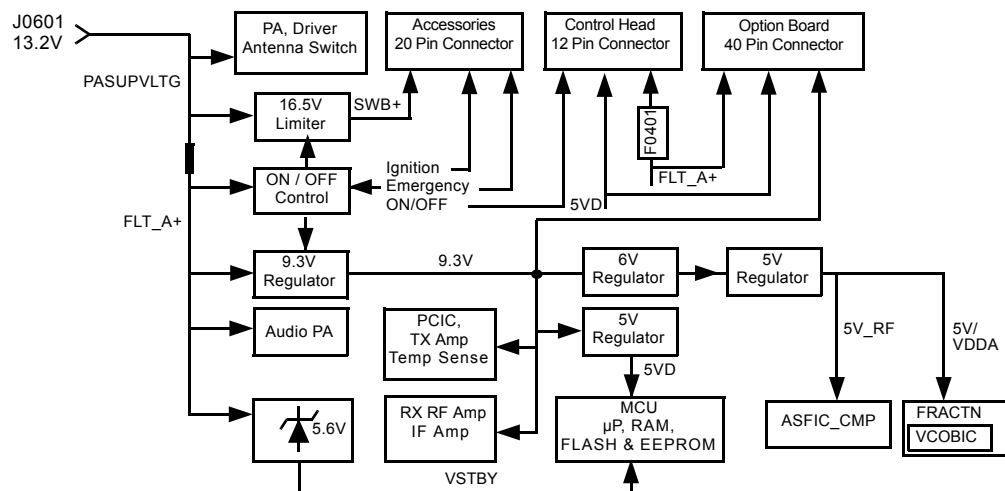 J0601
13.2V
PA, Driver
Antenna Switch
Accessories
20 Pin Connector
Control Head
12 Pin Connector
Option Board
40 Pin Connector
PASUPVLTG
16.5V
Limiter
SWB+
F0401
Ignition
Emergency
ON/OFF
FLT_A+
ON / OFF
Control
5VD
FLT_A+
9.3V
Regulator
9.3V
6V
Regulator
5V
Regulator
Audio PA
PCIC,
TX Amp
Temp Sense
5V
Regulator
5V_RF
5V/
VDDA
5VD
5.6V
RX RF Amp
IF Amp
MCU
µP, RAM,
FLASH & EEPROM
ASFIC_CMP
FRACTN
VCOBIC
VSTBY